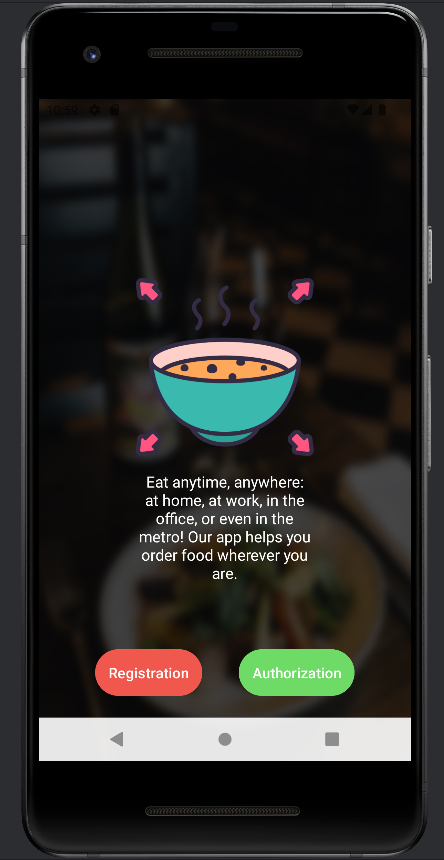 10:59
Eat anytime, anywhere:
at home, at work, in the
office, or even in the
metro! Our app helps you
order food wherever you
are.
Registration
Authorization